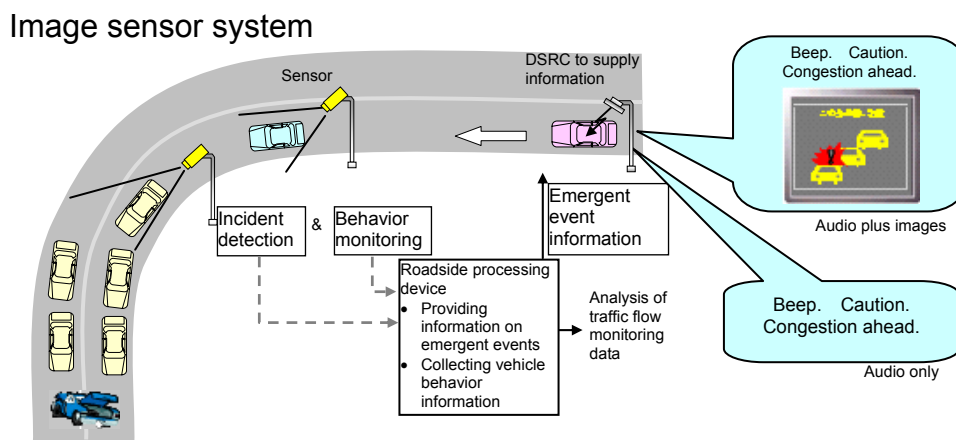 Image sensor system
Sensor
DSRC to supply
information
Beep. Caution.
Congestion ahead.
Audio plus images
Incident
detection
&
Behavior
monitoring
Emergent
event
information
Roadside processing
device
• Providing
information on
emergent events
• Collecting vehicle
behavior
information
Analysis of
traffic flow
monitoring
data
Beep. Caution.
Congestion ahead.
Audio only